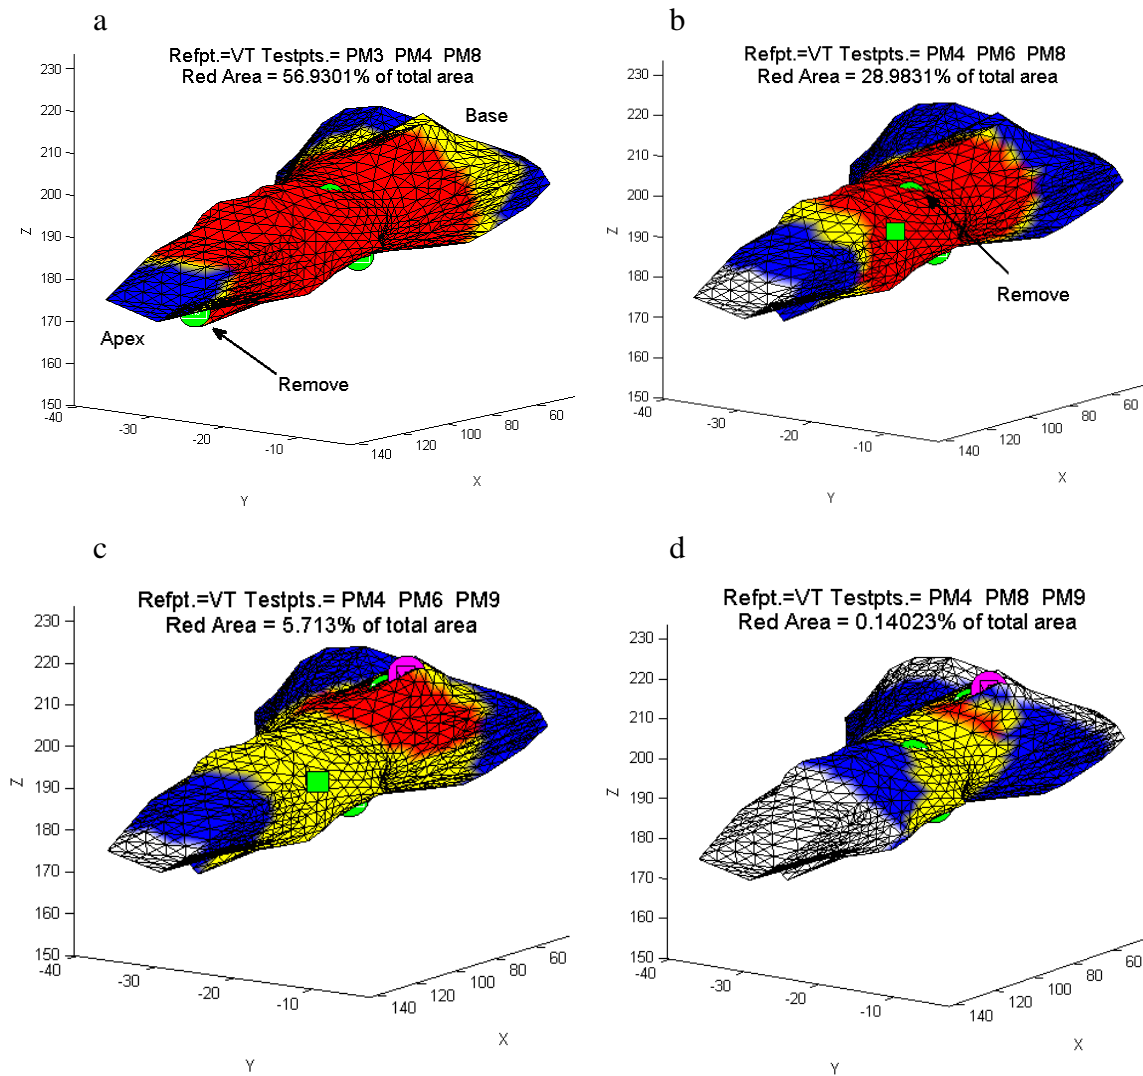 a
Refpt.=VT Testpts.= PM3 PM4 PM8
Red Area = 56.9301% of total area
230
220
210
200
190
180
170
160
150
Z
Base
Apex
Remove
-40
-30
-20
-10
140
120
100
80
60
X
Y
b
Refpt.=VT Testpts.= PM4 PM6 PM8
Red Area = 28.9831% of total area
230
220
210
200
190
180
170
160
150
Z
Remove
-40
-30
-20
-10
140
120
100
80
60
X
Y
c
Refpt.=VT Testpts.= PM4 PM6 PM9
Red Area = 5.713% of total area
230
220
210
200
190
180
170
160
150
Z
-40
-30
-20
-10
140
120
100
80
60
X
Y
d
Refpt.=VT Testpts.= PM4 PM8 PM9
Red Area = 0.14023% of total area
230
220
210
200
190
180
170
160
150
Z
-40
-30
-20
-10
140
120
100
80
60
X
Y